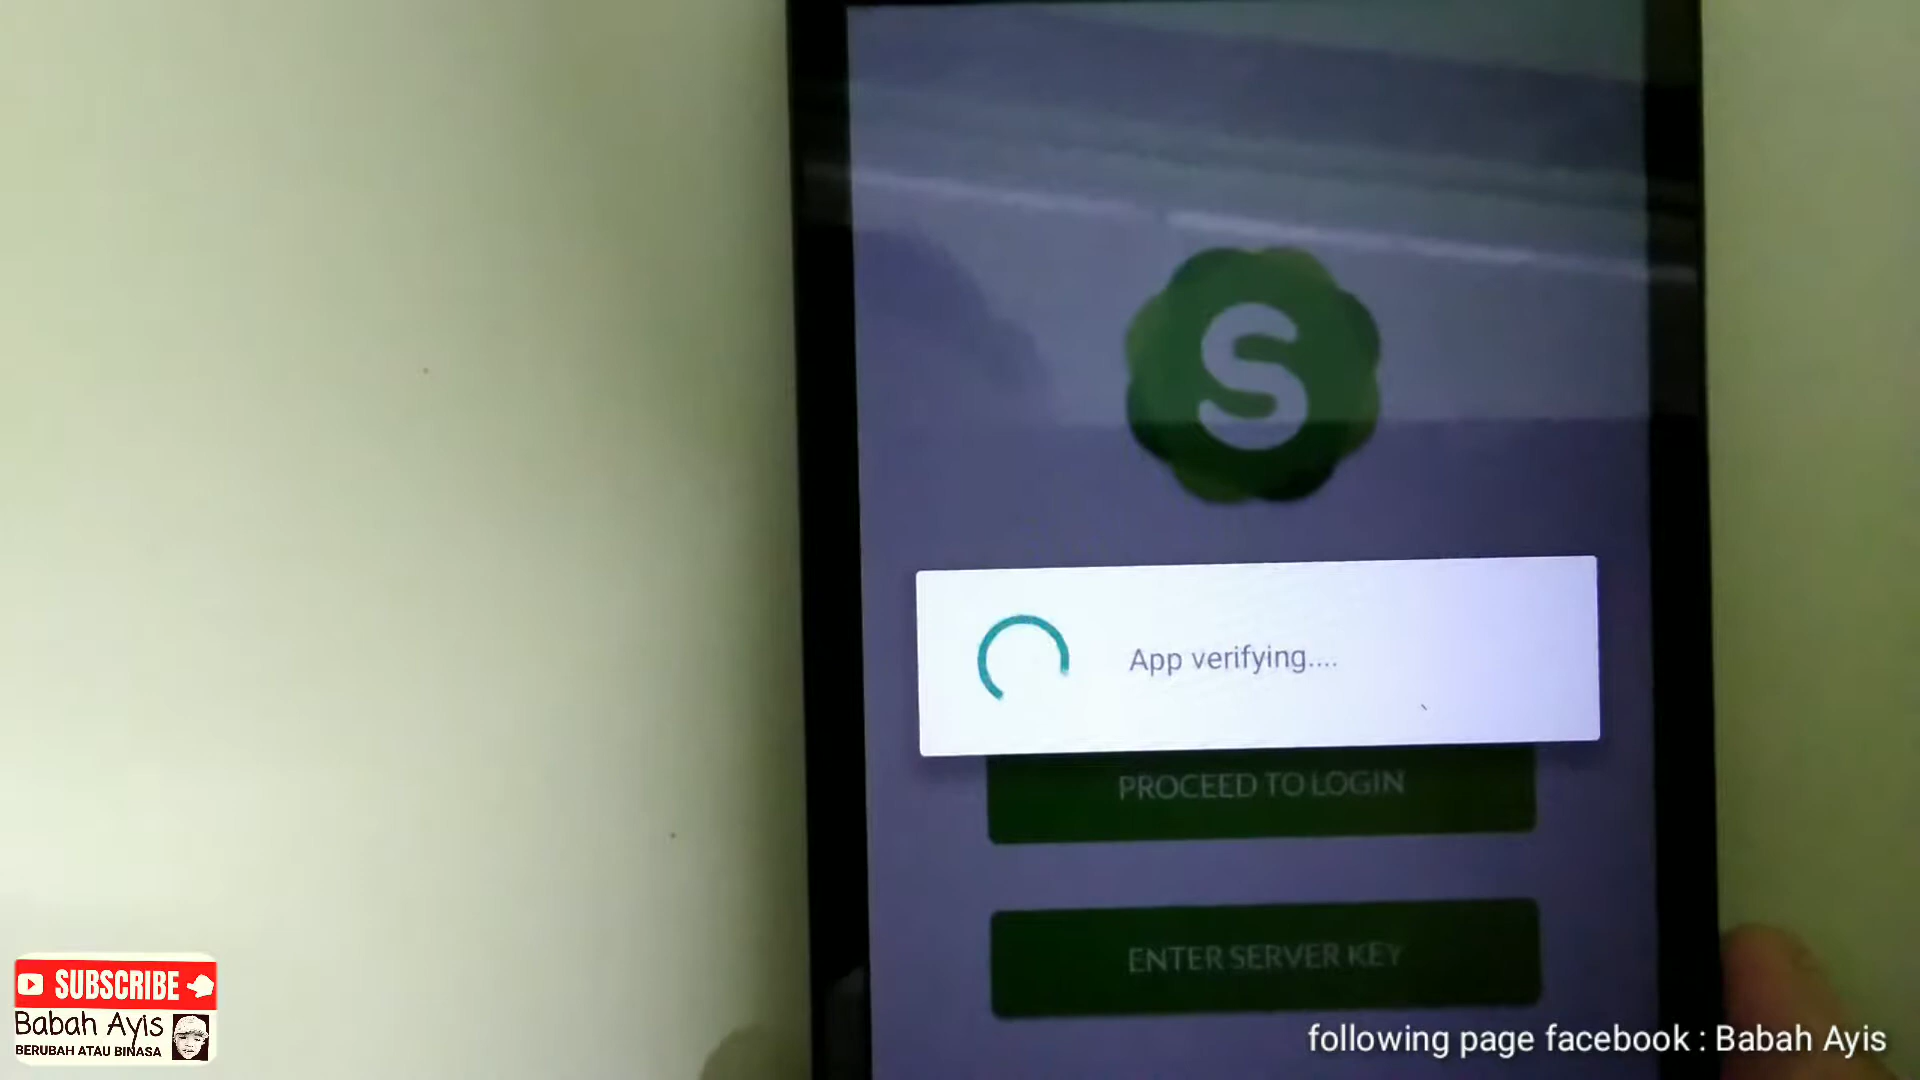 S
App verifying....
PROCEED TO LOGIN
ENTER SERVER KEY
SUBSCRIBE
Babah Ayis
BERUBAH ATAU BINASA
following page facebook : Babah Ayis